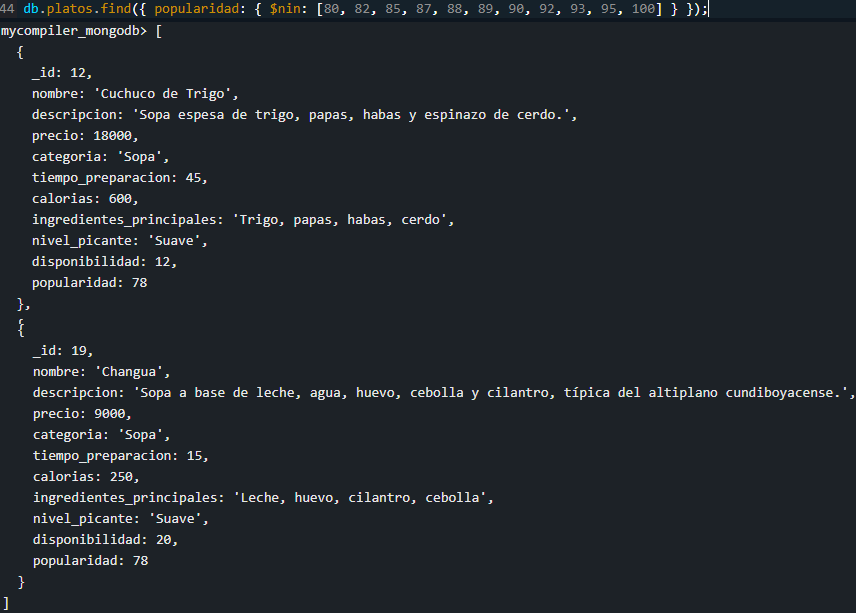 44 db.platos.find({ popularidad: { $nin: [80, 82, 85, 87, 88, 89, 90, 92, 93, 95, 100] } });
mycompiler_mongodb> [
{
_id: 12,
nombre: 'Cuchuco de Trigo',
descripcion: 'Sopa espesa de trigo, papas, habas y espinazo de cerdo.',
precio: 18000,
categoria: 'Sopa',
tiempo_preparacion: 45,
calorias: 600,
ingredientes_principales: 'Trigo, papas, habas, cerdo',
nivel_picante: 'Suave',
disponibilidad: 12,
popularidad: 78
},
{
_id: 19,
nombre: 'Changua',
descripcion: 'Sopa a base de leche, agua, huevo, cebolla y cilantro, típica del altiplano cundiboyacense.',
precio: 9000,
categoria: 'Sopa',
tiempo_preparacion: 15,
calorias: 250,
ingredientes_principales: 'Leche, huevo, cilantro, cebolla',
nivel_picante: 'Suave',
disponibilidad: 20,
popularidad: 78
}
]